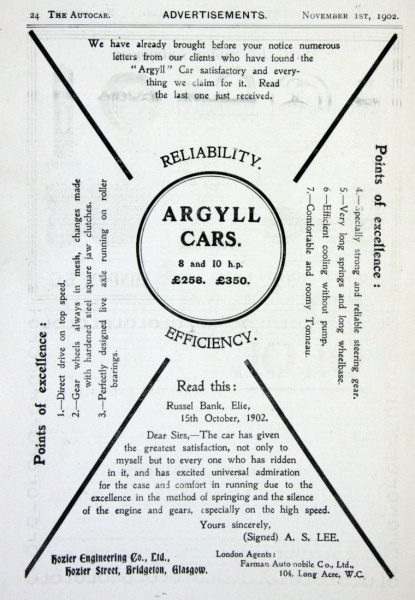 24 THE AUTOCAR. ADVERTISEMENTS. NOVEMBER 1ST, 1902.
We have already brought before your notice numerous
letters from our clients who have found the
"Argyll" Car satisfactory and every-
thing we claim for it. Read
the last one just received.
Points of excellence :
1.—Direct drive on top speed.
2.—Gear wheels always in mesh, changes made
with hardened steel square jaw clutches.
3.—Perfectly designed live axle running on roller
bearings.
RELIABILITY.
ARGYLL
CARS.
8 and 10 h.p.
£258. £350.
EFFICIENCY.
Points of excellence :
4.—Specially strong and reliable steering gear.
5.—Very long springs and long wheelbase.
6.—Efficient cooling without pump.
7.—Comfortable and roomy Tonneau.
Read this :
Russel Bank, Elie,
15th October, 1902.
Dear Sirs,—The car has given
the greatest satisfaction, not only to
myself but to every one who has ridden
in it, and has excited universal admiration
for the ease and comfort in running due to the
excellence in the method of springing and the silence
of the engine and gears, especially on the high speed.
Yours sincerely,
(Signed) A. S. LEE.
Hozier Engineering Co., Ltd.,
Hozier Street, Bridgeton, Glasgow.
London Agents :
Farman Automobile Co., Ltd.,
104, Long Acre, W.C.